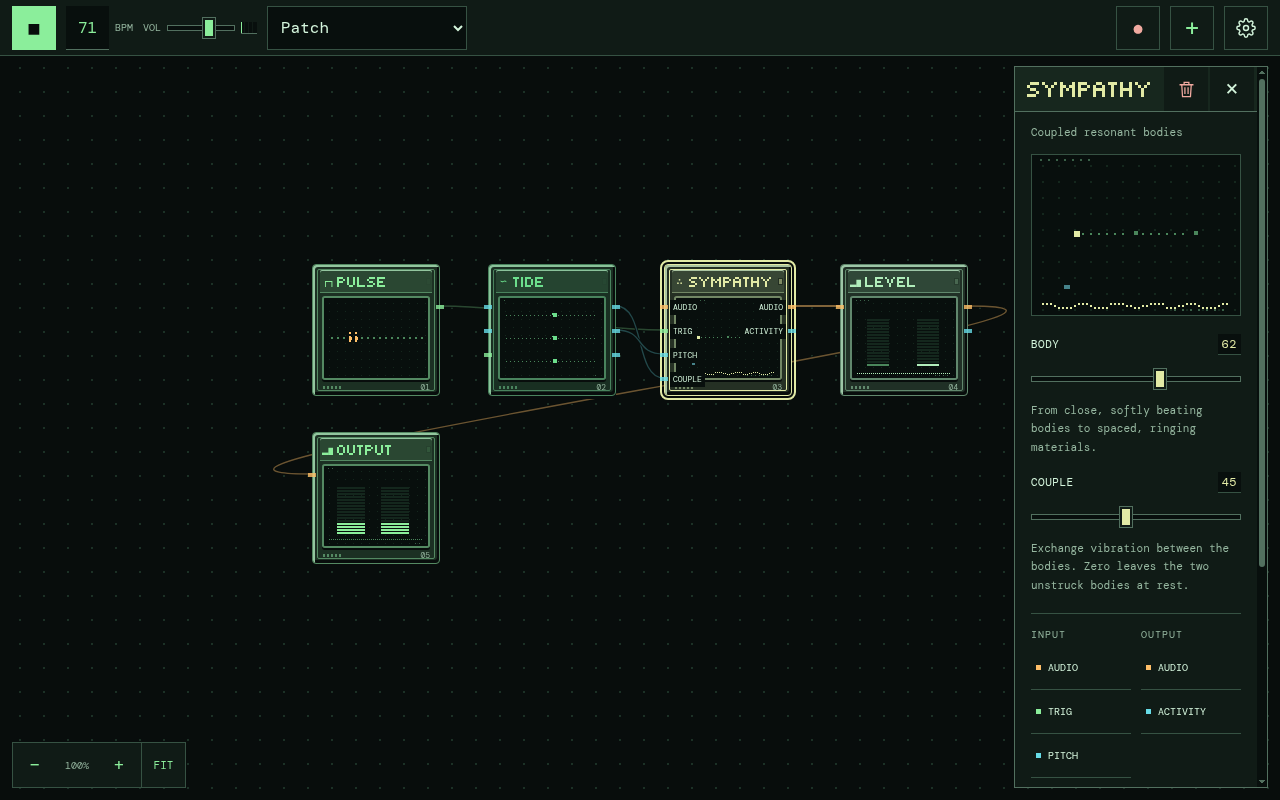 71 BPM VOL Patch
SYMPATHY
Coupled resonant bodies
BODY 62
From close, softly beating
bodies to spaced, ringing
materials.
COUPLE 45
Exchange vibration between the
bodies. Zero leaves the two
unstruck bodies at rest.
INPUT OUTPUT
AUDIO AUDIO
TRIG ACTIVITY
PITCH
PULSE
01
TIDE
02
SYMPATHY
AUDIO AUDIO
TRIG ACTIVITY
PITCH
COUPLE
03
LEVEL
04
OUTPUT
05
− 100% + FIT